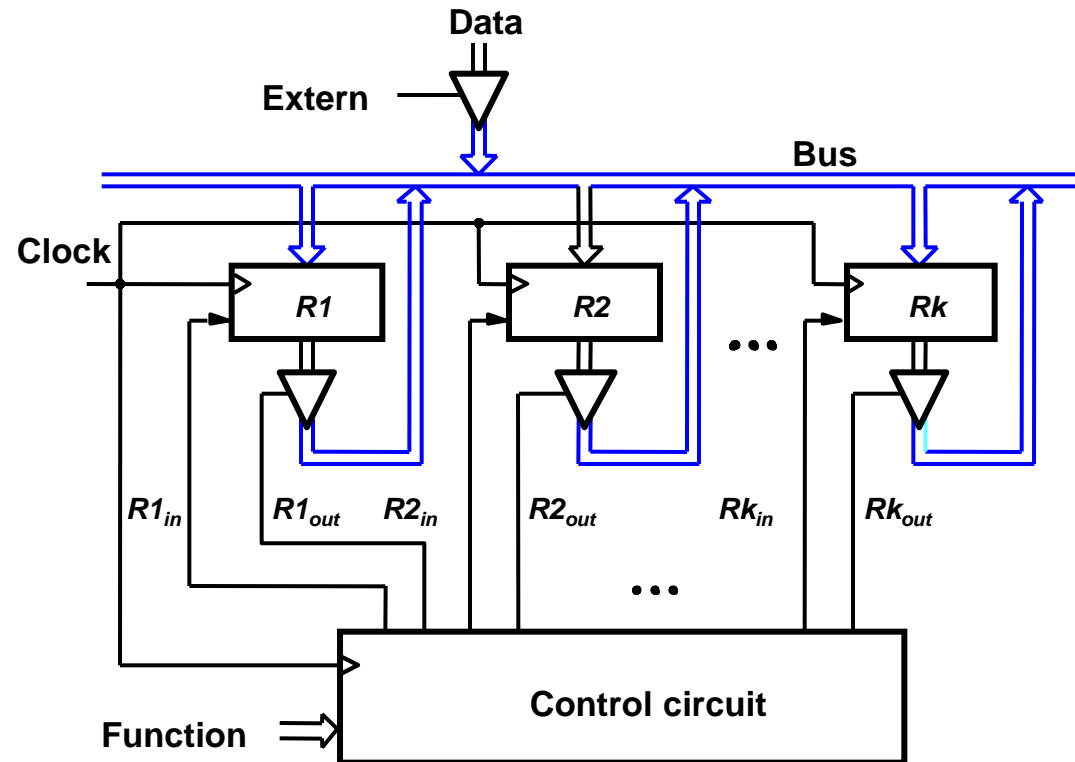 Data
Extern
Bus
Clock
R1
R2
Rk
R1in
R1out
R2in
R2out
Rkin
Rkout
Control circuit
Function